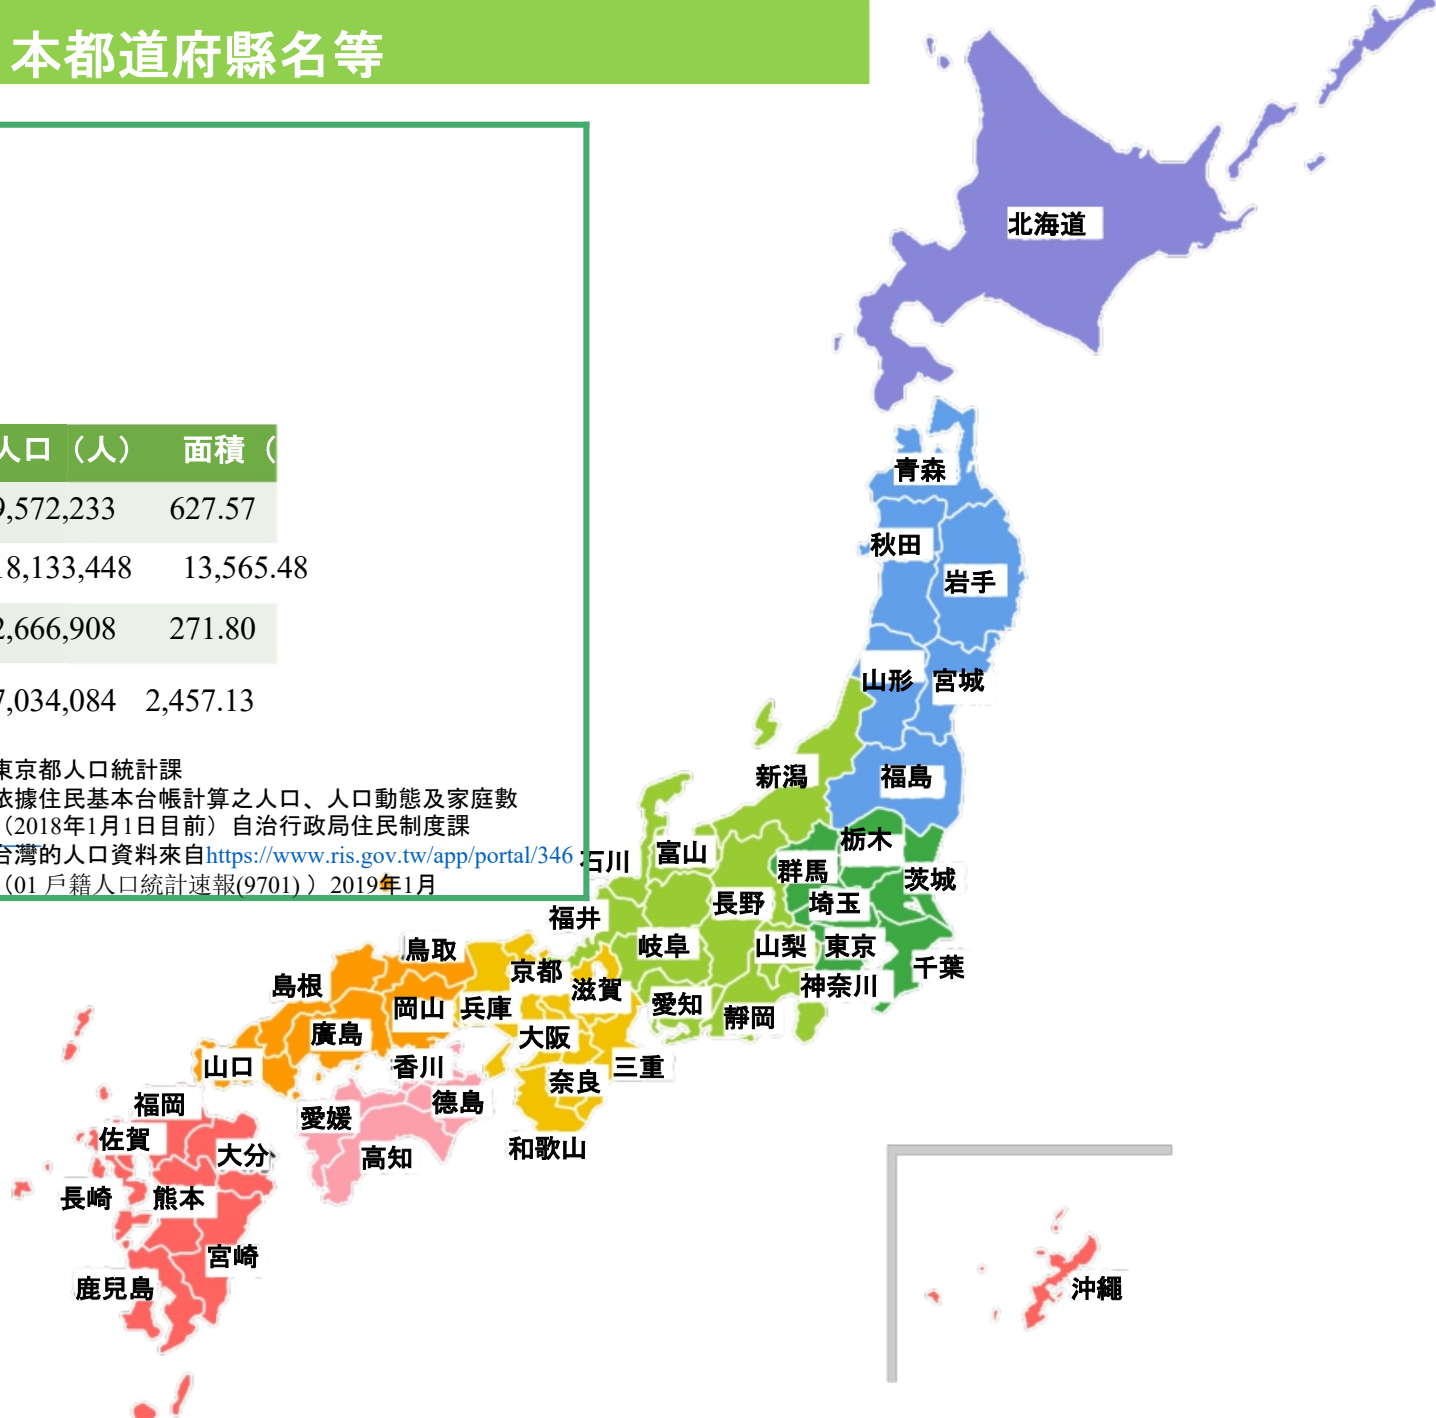 本都道府縣名等
人口（人） 面積（
9,572,233 627.57
18,133,448 13,565.48
2,666,908 271.80
7,034,084 2,457.13
東京都人口統計課
依據住民基本台帳計算之人口、人口動態及家庭數
（2018年1月1日目前）自治行政局住民制度課
台灣的人口資料來自https://www.ris.gov.tw/app/portal/346
（01 戶籍人口統計速報(9701) ）2019年1月
北海道
青森
秋田
岩手
山形 宮城
新潟 福島
栃木
石川 富山 群馬 茨城
長野 埼玉
福井
岐阜 山梨 東京
鳥取 千葉
京都
島根 滋賀 神奈川
岡山 兵庫 愛知 靜岡
廣島 大阪
山口 香川 三重
奈良
福岡 愛媛 德島
佐賀 大分 高知 和歌山
長崎 熊本
宮崎
鹿兒島 沖繩